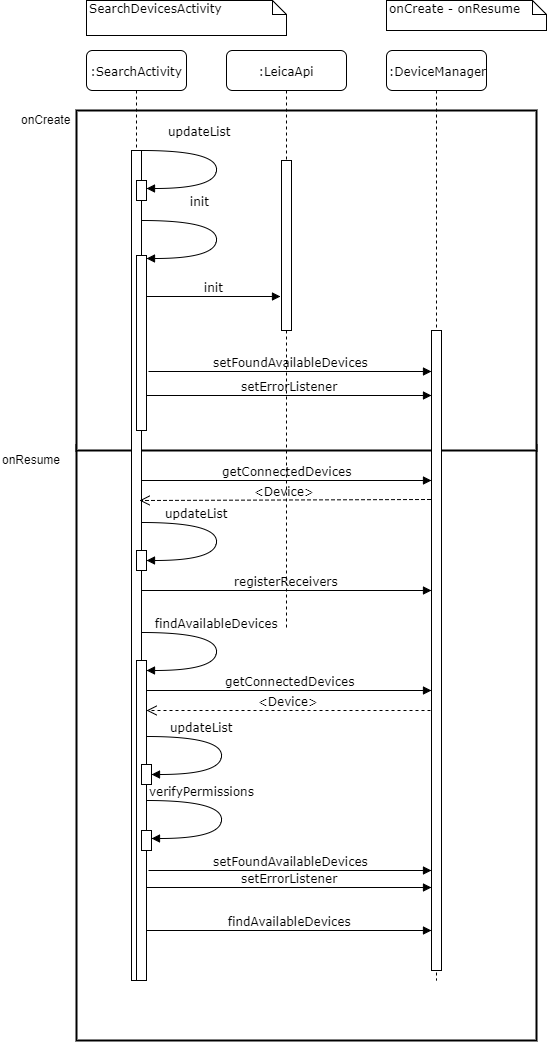 SearchDevicesActivity
onCreate - onResume
:SearchActivity
:LeicaApi
:DeviceManager
onCreate
updateList
init
init
setFoundAvailableDevices
setErrorListener
onResume
getConnectedDevices
<Device>
updateList
registerReceivers
findAvailableDevices
getConnectedDevices
<Device>
updateList
verifyPermissions
setFoundAvailableDevices
setErrorListener
findAvailableDevices